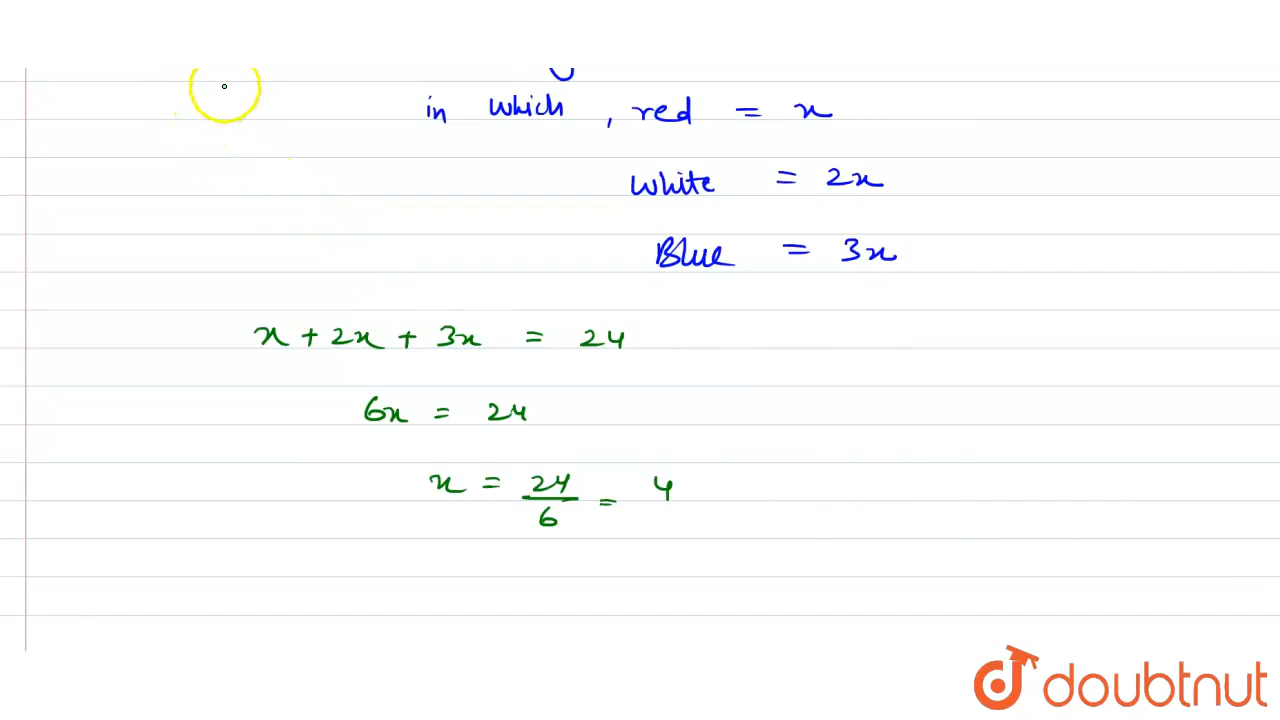 in which, red = x
White = 2x
Blue = 3x
x + 2x + 3x = 24
6x = 24
x = 24/6 = 4
doubtnut